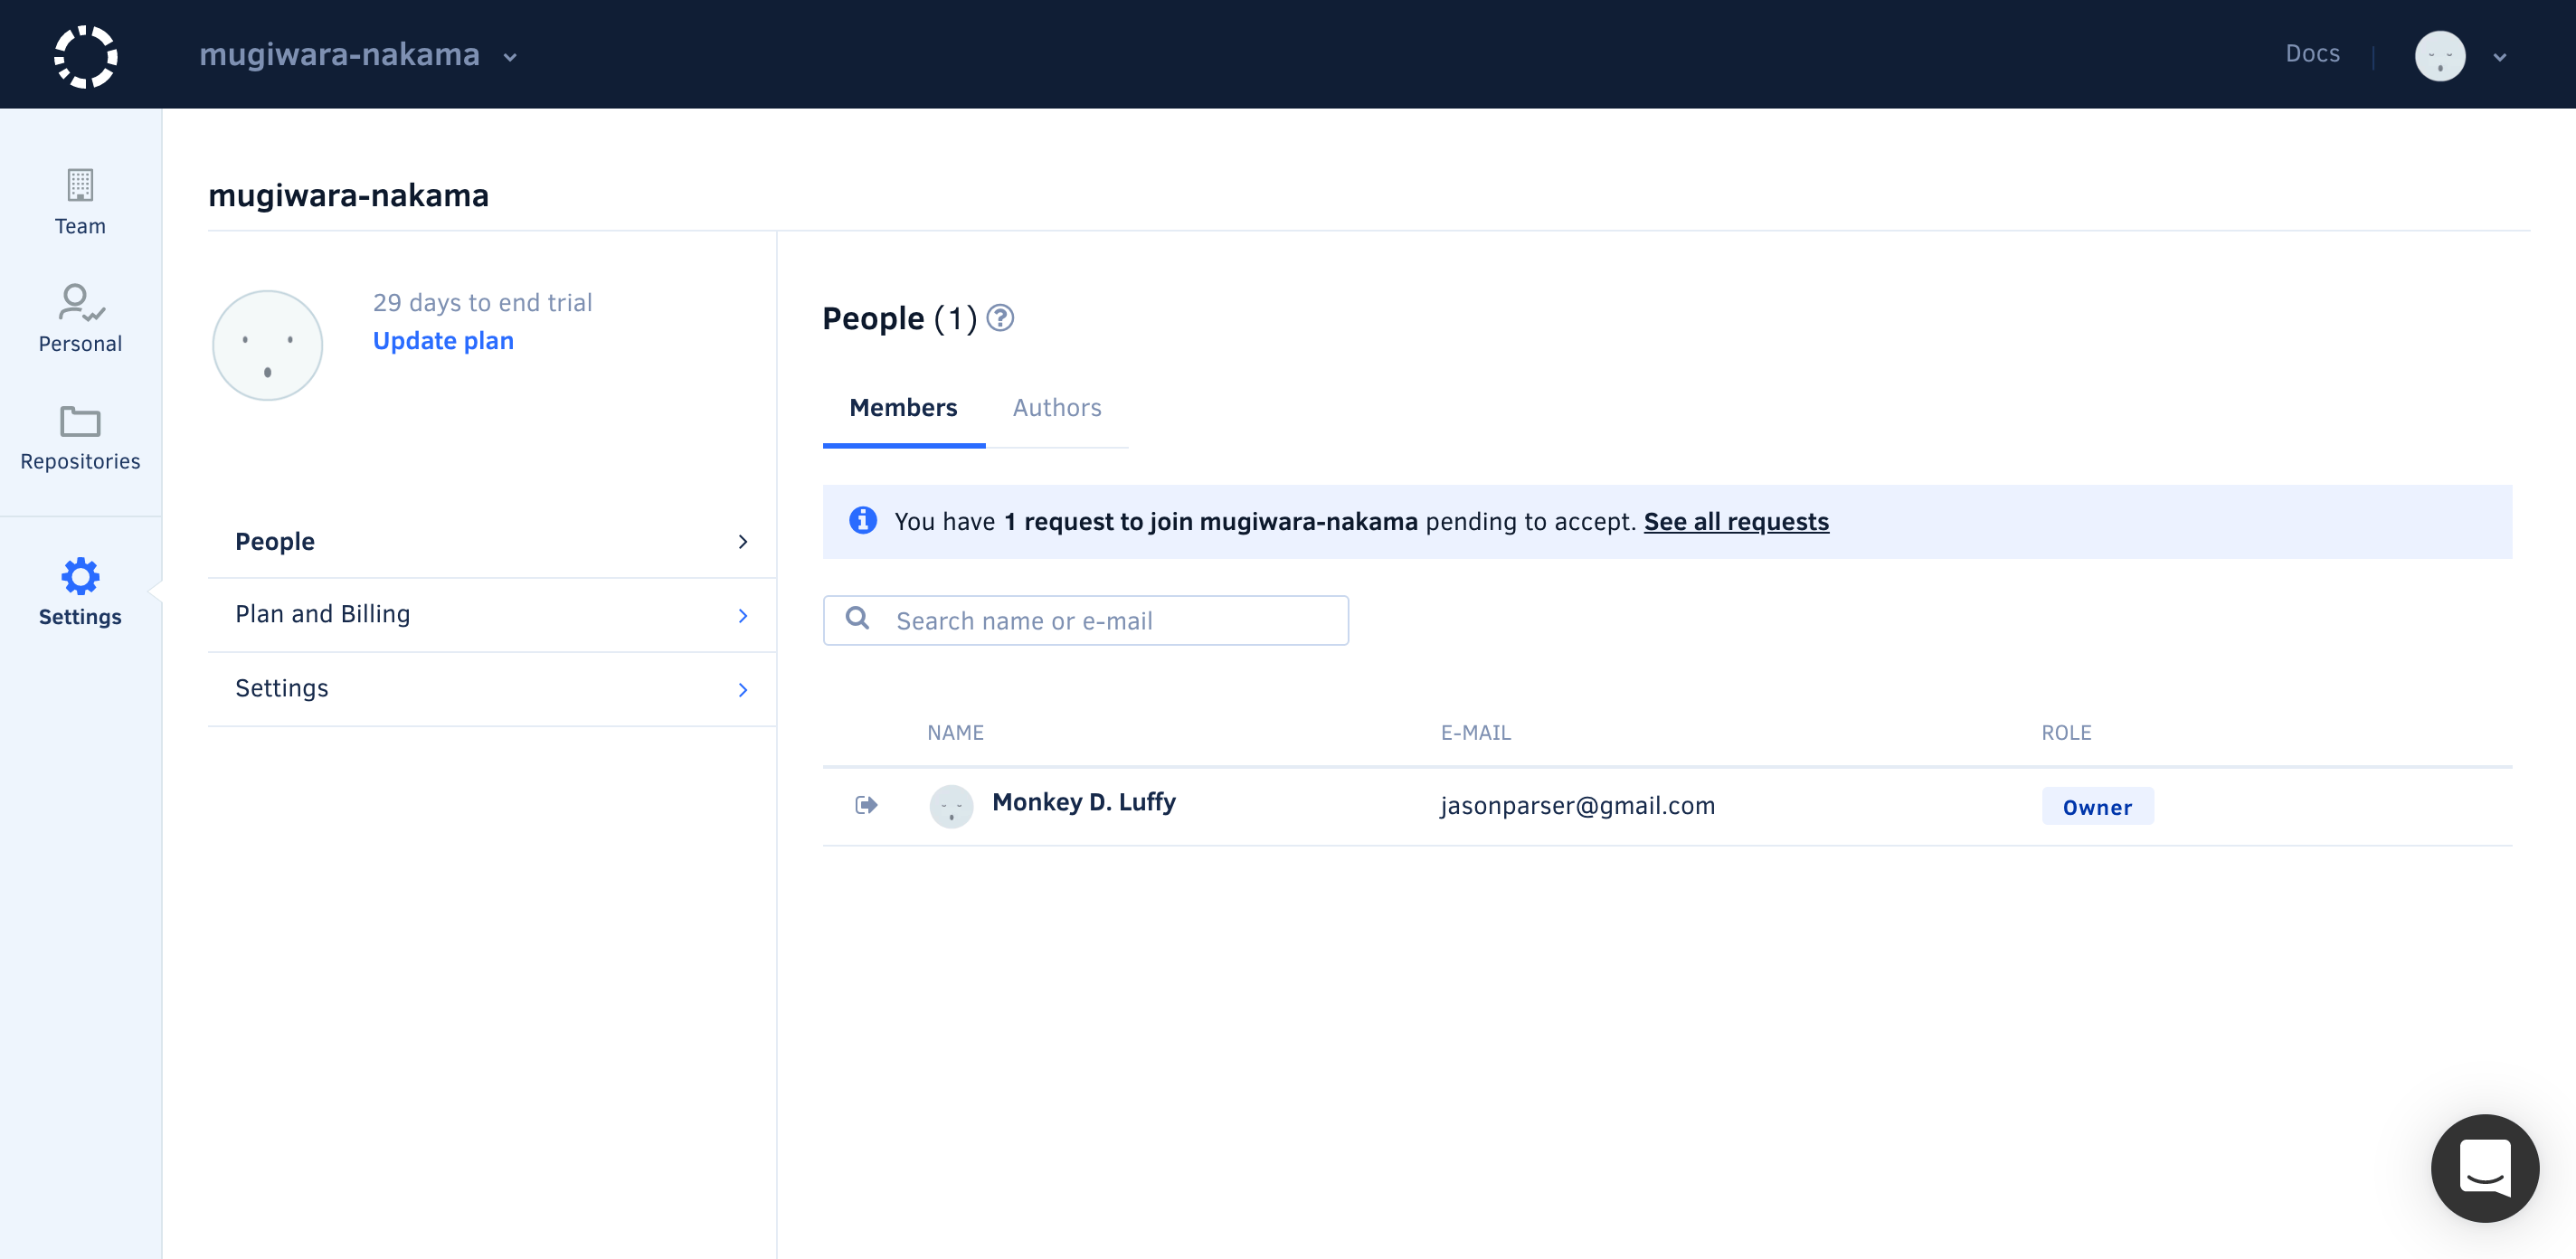 mugiwara-nakama
Docs
Team
Personal
Repositories
Settings
mugiwara-nakama
29 days to end trial
Update plan
People
Plan and Billing
Settings
People (1)
Members Authors
You have 1 request to join mugiwara-nakama pending to accept. See all requests
Search name or e-mail
NAME E-MAIL ROLE
Monkey D. Luffy jasonparser@gmail.com Owner